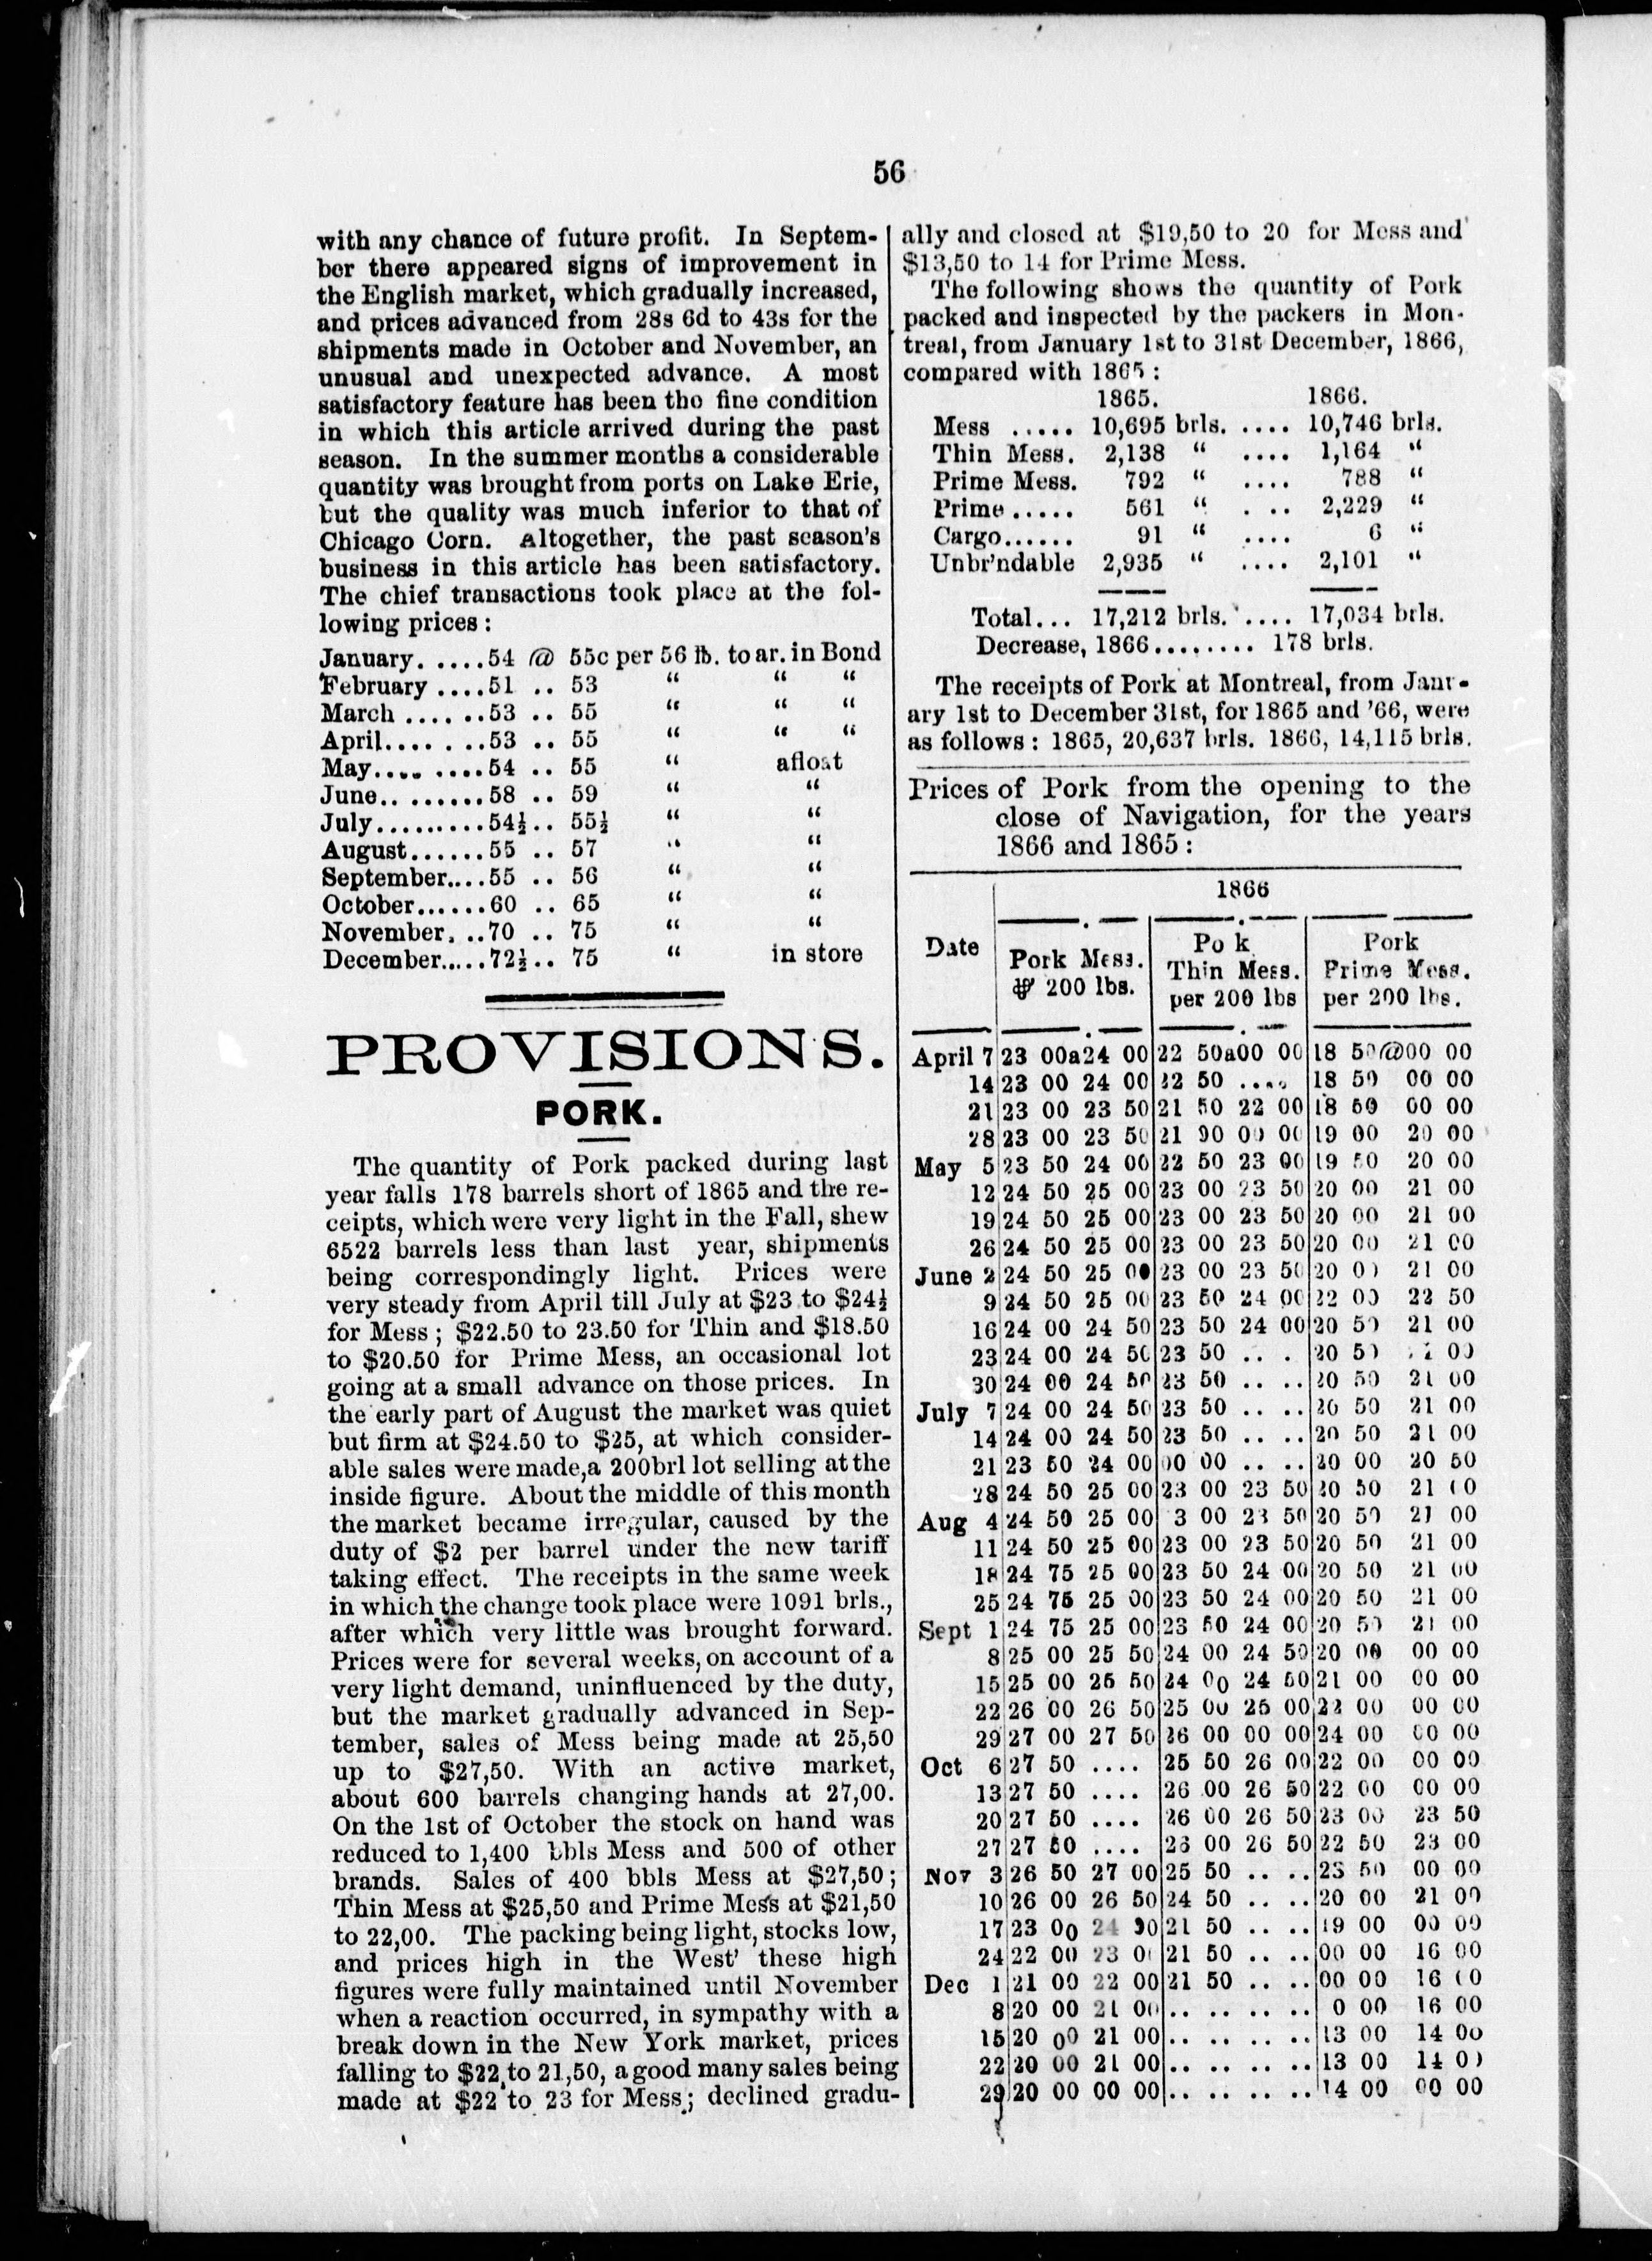 56
with any chance of future profit. In Septem-
ber there appeared signs of improvement in
the English market, which gradually increased,
and prices advanced from 28s 6d to 43s for the
shipments made in October and November, an
unusual and unexpected advance. A most
satisfactory feature has been the fine condition
in which this article arrived during the past
season. In the summer months a considerable
quantity was brought from ports on Lake Erie,
but the quality was much inferior to that of
Chicago Corn. Altogether, the past season's
business in this article has been satisfactory.
The chief transactions took place at the fol-
lowing prices:
January. .....54 @ 55c per 56 lb. to ar. in Bond
February ....51 .. 53 " " "
March ......53 .. 55 " " "
April........53 .. 55 " " "
May.... ....54 .. 55 " afloat
June.. .......58 .. 59 " "
July.........54½.. 55½ " "
August......55 .. 57 " "
September....55 .. 56 " "
October......60 .. 65 " "
November. ..70 .. 75 " "
December.....72½.. 75 " in store
PROVISIONS.
PORK.
The quantity of Pork packed during last
year falls 178 barrels short of 1865 and the re-
ceipts, which were very light in the Fall, shew
6522 barrels less than last year, shipments
being correspondingly light. Prices were
very steady from April till July at $23 to $24½
for Mess; $22.50 to 23.50 for Thin and $18.50
to $20.50 for Prime Mess, an occasional lot
going at a small advance on those prices. In
the early part of August the market was quiet
but firm at $24.50 to $25, at which consider-
able sales were made,a 200brl lot selling at the
inside figure. About the middle of this month
the market became irregular, caused by the
duty of $2 per barrel under the new tariff
taking effect. The receipts in the same week
in which the change took place were 1091 brls.,
after which very little was brought forward.
Prices were for several weeks, on account of a
very light demand, uninfluenced by the duty,
but the market gradually advanced in Sep-
tember, sales of Mess being made at 25,50
up to $27,50. With an active market,
about 600 barrels changing hands at 27,00.
On the 1st of October the stock on hand was
reduced to 1,400 bbls Mess and 500 of other
brands. Sales of 400 bbls Mess at $27,50;
Thin Mess at $25,50 and Prime Mess at $21,50
to 22,00. The packing being light, stocks low,
and prices high in the West' these high
figures were fully maintained until November
when a reaction occurred, in sympathy with a
break down in the New York market, prices
falling to $22 to 21,50, a good many sales being
made at $22 to 23 for Mess; declined gradu-
ally and closed at $19,50 to 20 for Mess and
$13,50 to 14 for Prime Mess.
The following shows the quantity of Pork
packed and inspected by the packers in Mon-
treal, from January 1st to 31st December, 1866,
compared with 1865:
1865. 1866.
Mess ..... 10,695 brls. .... 10,746 brls.
Thin Mess. 2,138 " .... 1,164 "
Prime Mess. 792 " .... 788 "
Prime ..... 561 " . .. 2,229 "
Cargo...... 91 " .... 6 "
Unbr'ndable 2,935 " .... 2,101 "
Total... 17,212 brls. .... 17,034 brls.
Decrease, 1866........ 178 brls.
The receipts of Pork at Montreal, from Janu-
ary 1st to December 31st, for 1865 and '66, were
as follows: 1865, 20,637 brls. 1866, 14,115 brls.
Prices of Pork from the opening to the
close of Navigation, for the years
1866 and 1865:
1866
Date
Pork Mess.
℔ 200 lbs.
Po k
Thin Mess.
per 200 lbs
Pork
Prime Mess.
per 200 lbs.
April 7 23 00a24 00 22 50a00 00 18 50@00 00
14 23 00 24 00 22 50 .... 18 50 00 00
21 23 00 23 50 21 50 22 00 18 50 00 00
28 23 00 23 50 21 00 00 19 00 20 00
May 5 23 50 24 00 22 50 23 00 19 50 20 00
12 24 50 25 00 23 00 23 50 20 00 21 00
19 24 50 25 00 23 00 23 50 20 00 21 00
26 24 50 25 00 23 00 23 50 20 00 21 00
June 2 24 50 25 00 23 00 23 50 20 00 21 00
9 24 50 25 00 23 50 24 00 22 00 22 50
16 24 00 24 50 23 50 24 00 20 50 21 00
23 24 00 24 50 23 50 .. . 20 50 00
30 24 00 24 50 23 50 .. .. 20 50 21 00
July 7 24 00 24 50 23 50 .. .. 20 50 21 00
14 24 00 24 50 23 50 .. .. 20 50 21 00
21 23 50 24 00 00 00 .. .. 20 00 20 50
28 24 50 25 00 23 00 23 50 20 50 21 00
Aug 4 24 50 25 00 3 00 23 50 20 50 21 00
11 24 50 25 00 23 00 23 50 20 50 21 00
18 24 75 25 00 23 50 24 00 20 50 21 00
25 24 75 25 00 23 50 24 00 20 50 21 00
Sept 1 24 75 25 00 23 50 24 00 20 50 21 00
8 25 00 25 50 24 00 24 50 20 00 00 00
15 25 00 25 50 24 00 24 50 21 00 00 00
22 26 00 26 50 25 00 25 00 22 00 00 00
29 27 00 27 50 26 00 00 00 24 00 00 00
Oct 6 27 50 .... 25 50 26 00 22 00 00 00
13 27 50 .... 26 00 26 50 22 00 00 00
20 27 50 .... 26 00 26 50 23 00 23 50
27 27 50 .... 26 00 26 50 22 50 23 00
Nov 3 26 50 27 00 25 50 .. .. 23 50 00 00
10 26 00 26 50 24 50 .. .. 20 00 21 00
17 23 00 24 00 21 50 .. .. 19 00 00 00
24 22 00 23 00 21 50 .. .. 00 00 16 00
Dec 1 21 00 22 00 21 50 .. .. 00 00 16 00
8 20 00 21 00 .. .. .. .. 0 00 16 00
15 20 00 21 00 .. .. .. .. 13 00 14 00
22 20 00 21 00 .. .. .. .. 13 00 14 00
29 20 00 00 00 .. .. .. .. 14 00 00 00